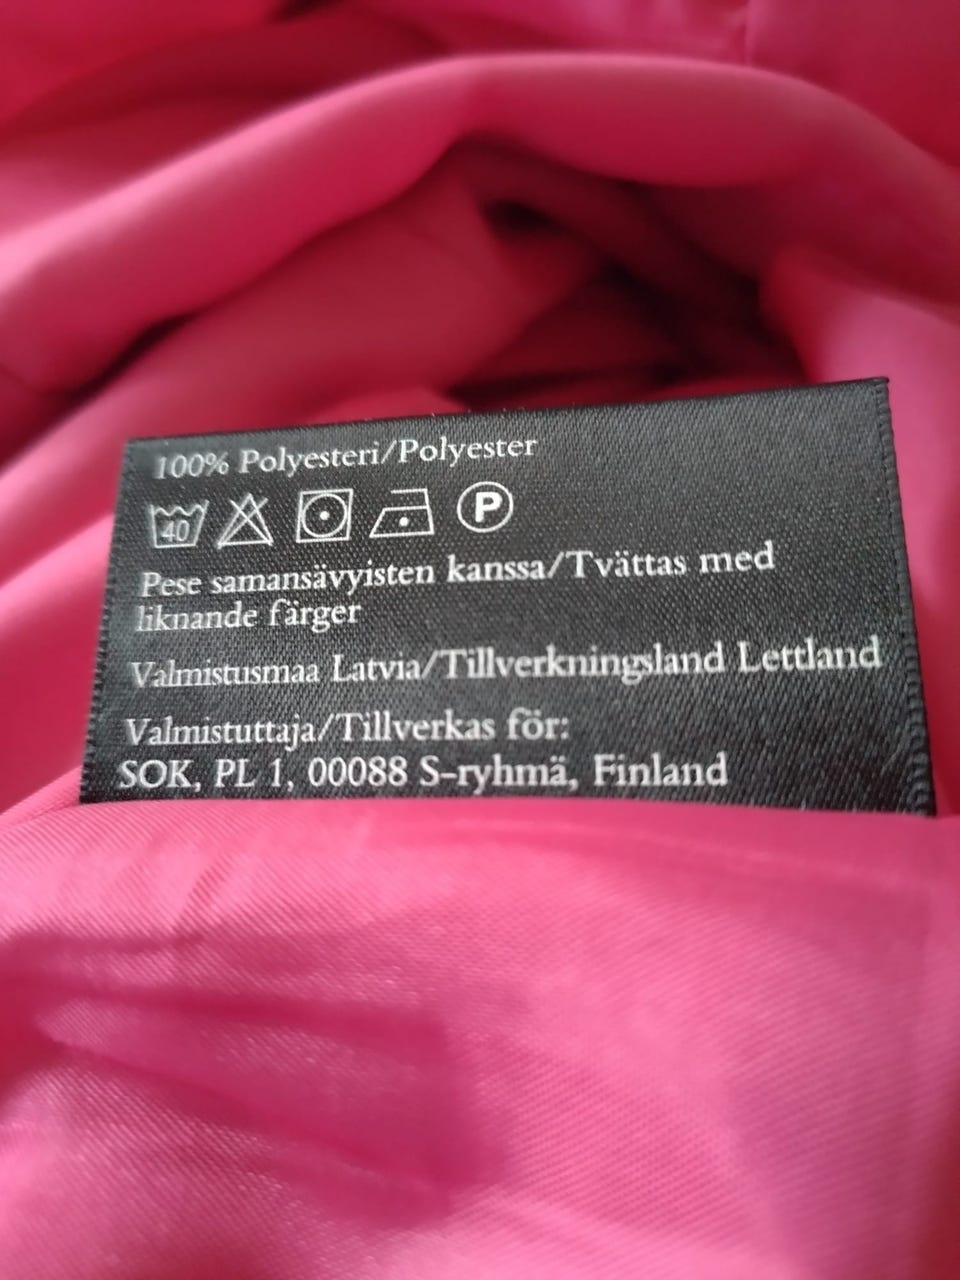 100% Polyesteri/Polyester
40 P
Pese samansävyisten kanssa/Tvättas med
liknande färger
Valmistusmaa Latvia/Tillverkningsland Lettland
Valmistuttaja/Tillverkas för:
SOK, PL 1, 00088 S-ryhmä, Finland